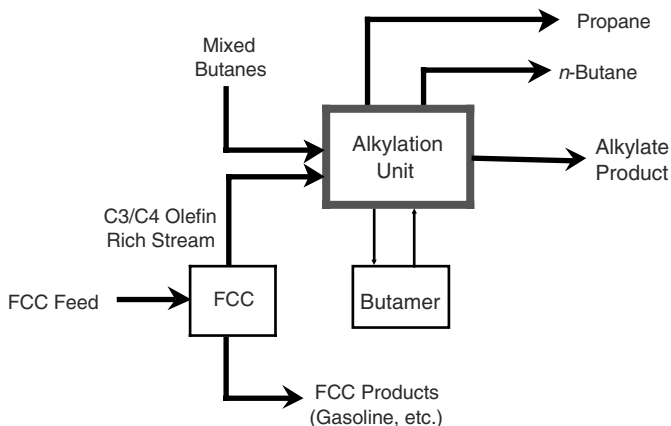 Propane
Mixed
Butanes
n-Butane
Alkylation
Unit
Alkylate
Product
C3/C4 Olefin
Rich Stream
FCC Feed
FCC
Butamer
FCC Products
(Gasoline, etc.)